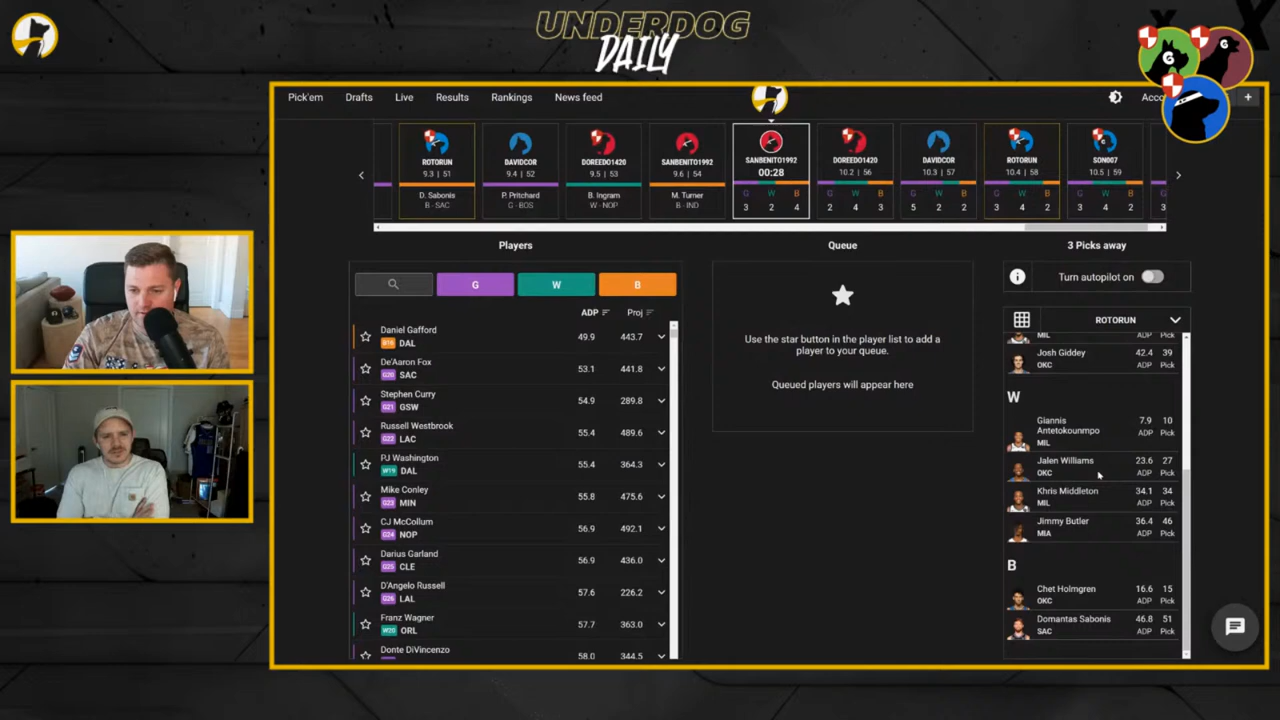 UNDERDOG
DAILY
G
G
Pick'em
Drafts
Live
Results
Rankings
News feed
+
ROTORUN
9.3 | 51
D. Sabonis
B - SAC
DAVIDCOR
9.4 | 52
P. Pritchard
G - BOS
DOREEDO1420
9.5 | 53
B. Ingram
W - NOP
SANBENITO1992
9.6 | 54
M. Turner
B - IND
SANBENITO1992
00:28
G W B
3 2 4
DOREEDO1420
10.2 | 56
G W B
2 4 3
DAVIDCOR
10.3 | 57
G W B
5 2 2
ROTORUN
10.4 | 58
G W B
3 4 2
SON007
10.5 | 59
G W B
3 4 2
3
Players
G
W
B
ADP
Proj
Daniel Gafford
B16 DAL
49.9
443.7
De'Aaron Fox
G20 SAC
53.1
441.8
Stephen Curry
G21 GSW
54.9
289.8
Russell Westbrook
G22 LAC
55.4
489.6
PJ Washington
W19 DAL
55.4
364.3
Mike Conley
G23 MIN
55.8
475.6
CJ McCollum
G24 NOP
56.9
492.1
Darius Garland
G25 CLE
56.9
436.0
D'Angelo Russell
G26 LAL
57.6
226.2
Franz Wagner
W20 ORL
57.7
363.0
Donte DiVincenzo
58.0
344.5
Queue
Use the star button in the player list to add a
player to your queue.
Queued players will appear here
3 Picks away
Turn autopilot on
ROTORUN
MIL
ADP
Pick
Josh Giddey
OKC
42.4 39
ADP Pick
W
Giannis
Antetokounmpo
MIL
7.9 10
ADP Pick
Jalen Williams
OKC
23.6 27
ADP Pick
Khris Middleton
MIL
34.1 34
ADP Pick
Jimmy Butler
MIA
36.4 46
ADP Pick
B
Chet Holmgren
OKC
16.6 15
ADP Pick
Domantas Sabonis
SAC
46.8 51
ADP Pick